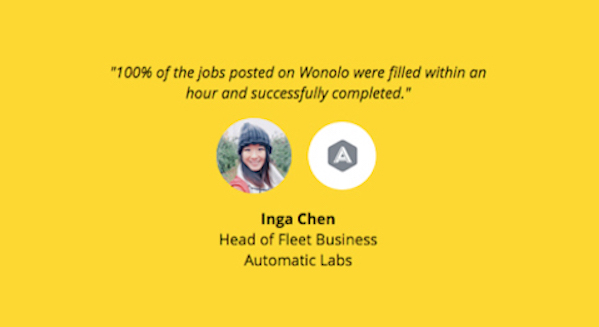 "100% of the jobs posted on Wonolo were filled within an
hour and successfully completed."
Inga Chen
Head of Fleet Business
Automatic Labs